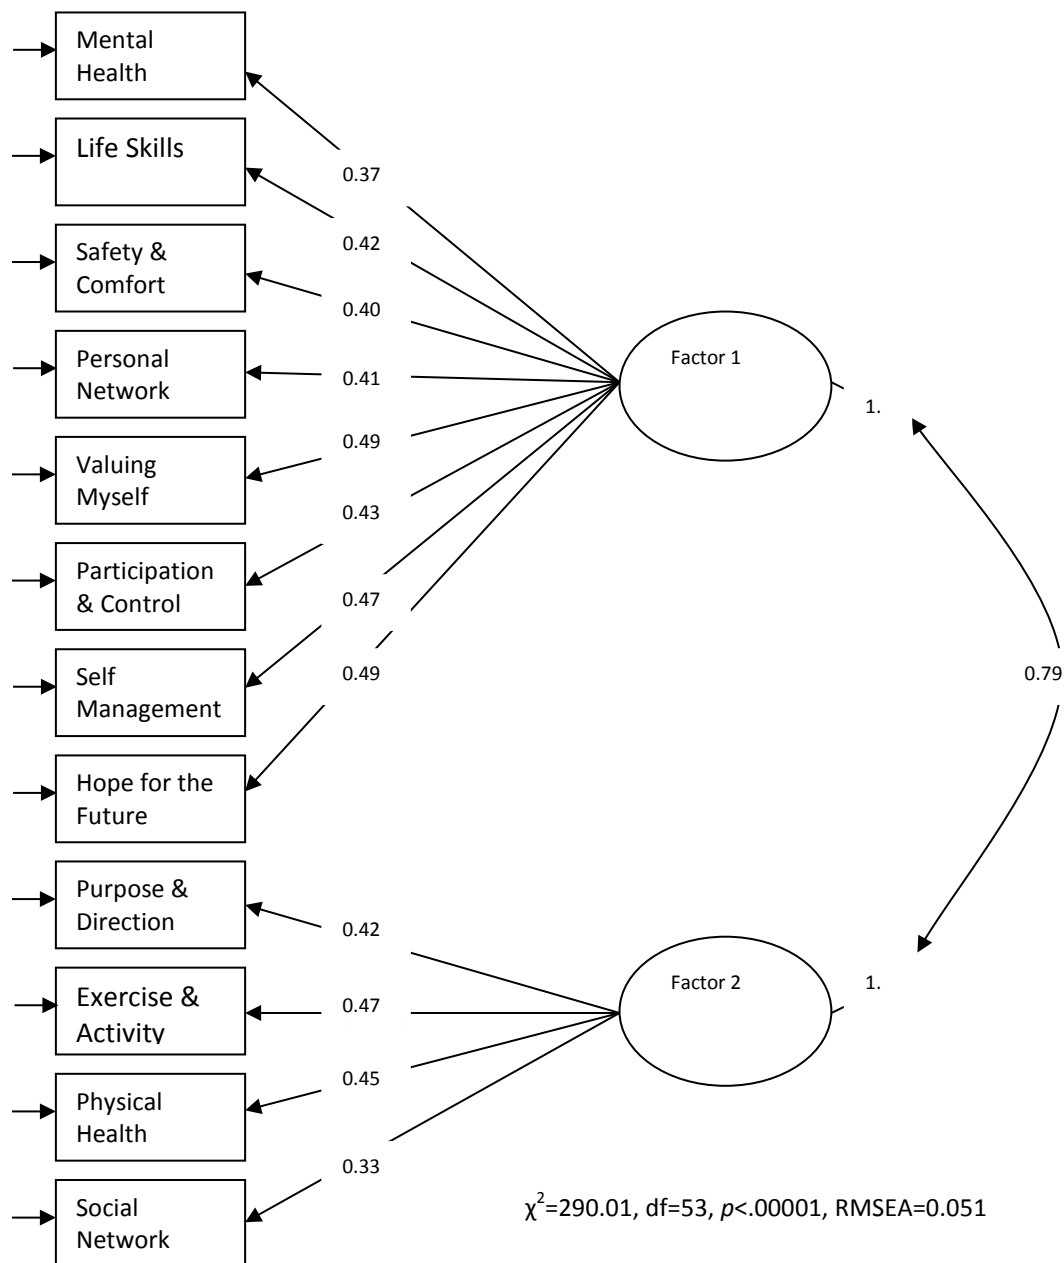 Mental
Health
0.37
Life Skills
0.42
Safety &
Comfort
0.40
Personal
Network
0.41
Valuing
Myself
0.49
Participation
& Control
0.43
Self
Management
0.47
Hope for the
Future
0.49
Factor 1
1.
0.79
Purpose &
Direction
0.42
Exercise &
Activity
0.47
Physical
Health
0.45
Social
Network
0.33
Factor 2
1.
χ²=290.01, df=53, p<.00001, RMSEA=0.051